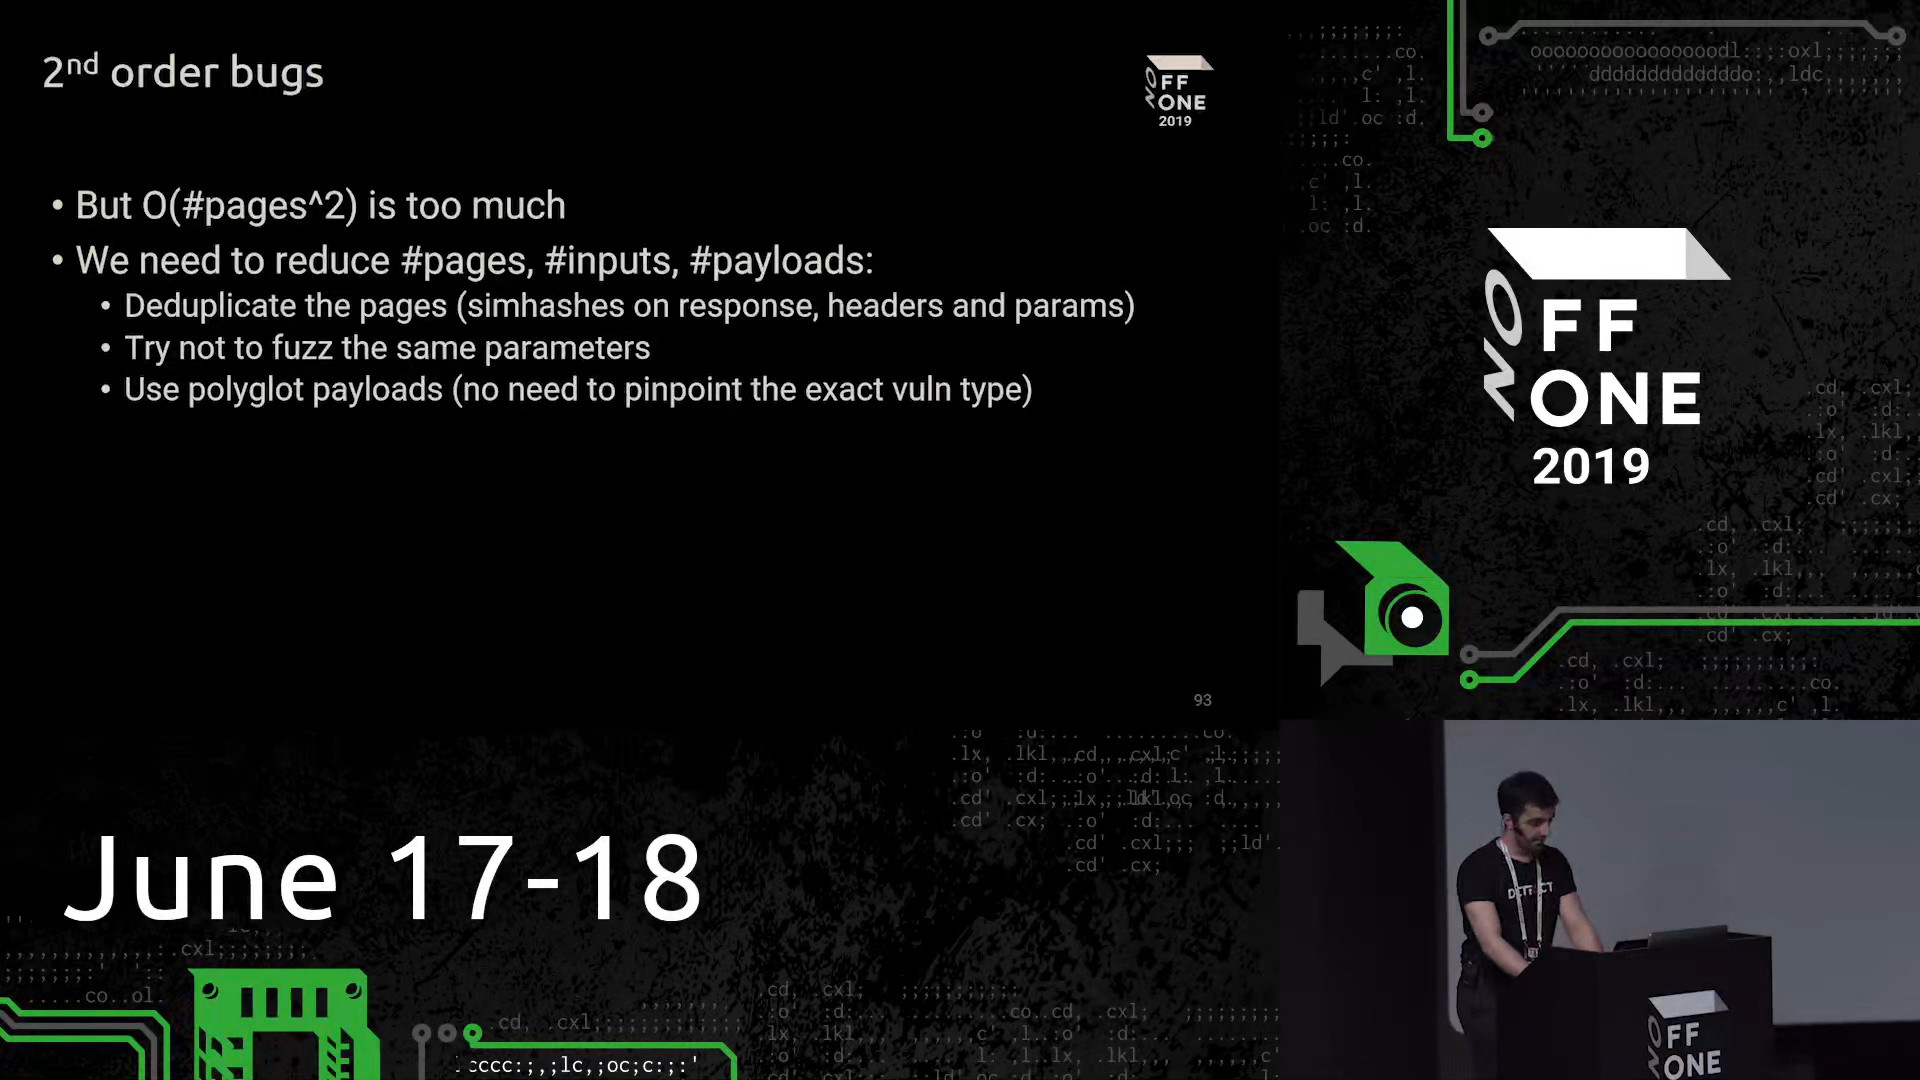 2nd order bugs
• But O(#pages^2) is too much
• We need to reduce #pages, #inputs, #payloads:
• Deduplicate the pages (simhashes on response, headers and params)
• Try not to fuzz the same parameters
• Use polyglot payloads (no need to pinpoint the exact vuln type)
93
OFF
N ONE
2019
OFF
N ONE
2019
June 17-18
DETECT
OFF
N ONE